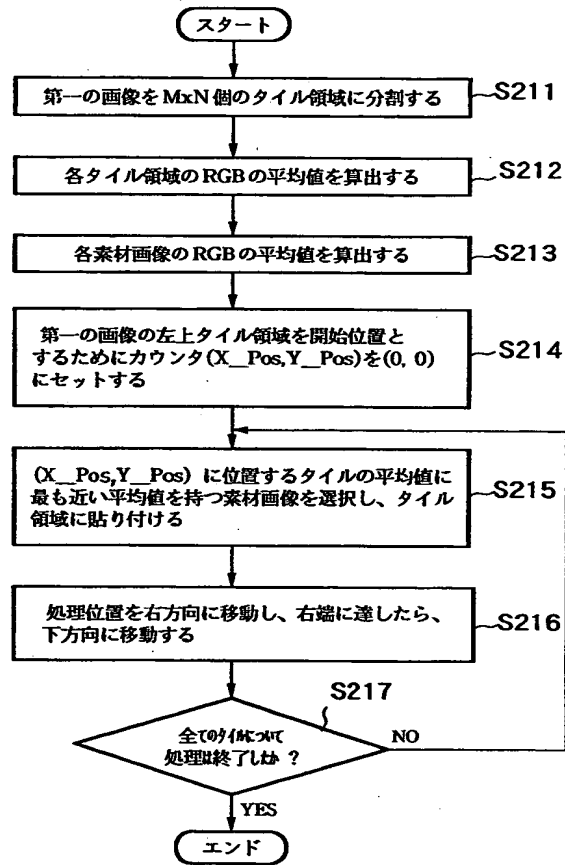 スタート
第一の画像をMxN個のタイル領域に分割する
S211
各タイル領域のRGBの平均値を算出する
S212
各素材画像のRGBの平均値を算出する
S213
第一の画像の左上タイル領域を開始位置と
するためにカウンタ(X__Pos,Y__Pos)を(0, 0)
にセットする
S214
(X__Pos,Y__Pos) に位置するタイルの平均値に
最も近い平均値を持つ素材画像を選択し、タイル
領域に貼り付ける
S215
処理位置を右方向に移動し、右端に達したら、
下方向に移動する
S216
S217
全てのタイルについて
処理は終了したか ?
NO
YES
エンド